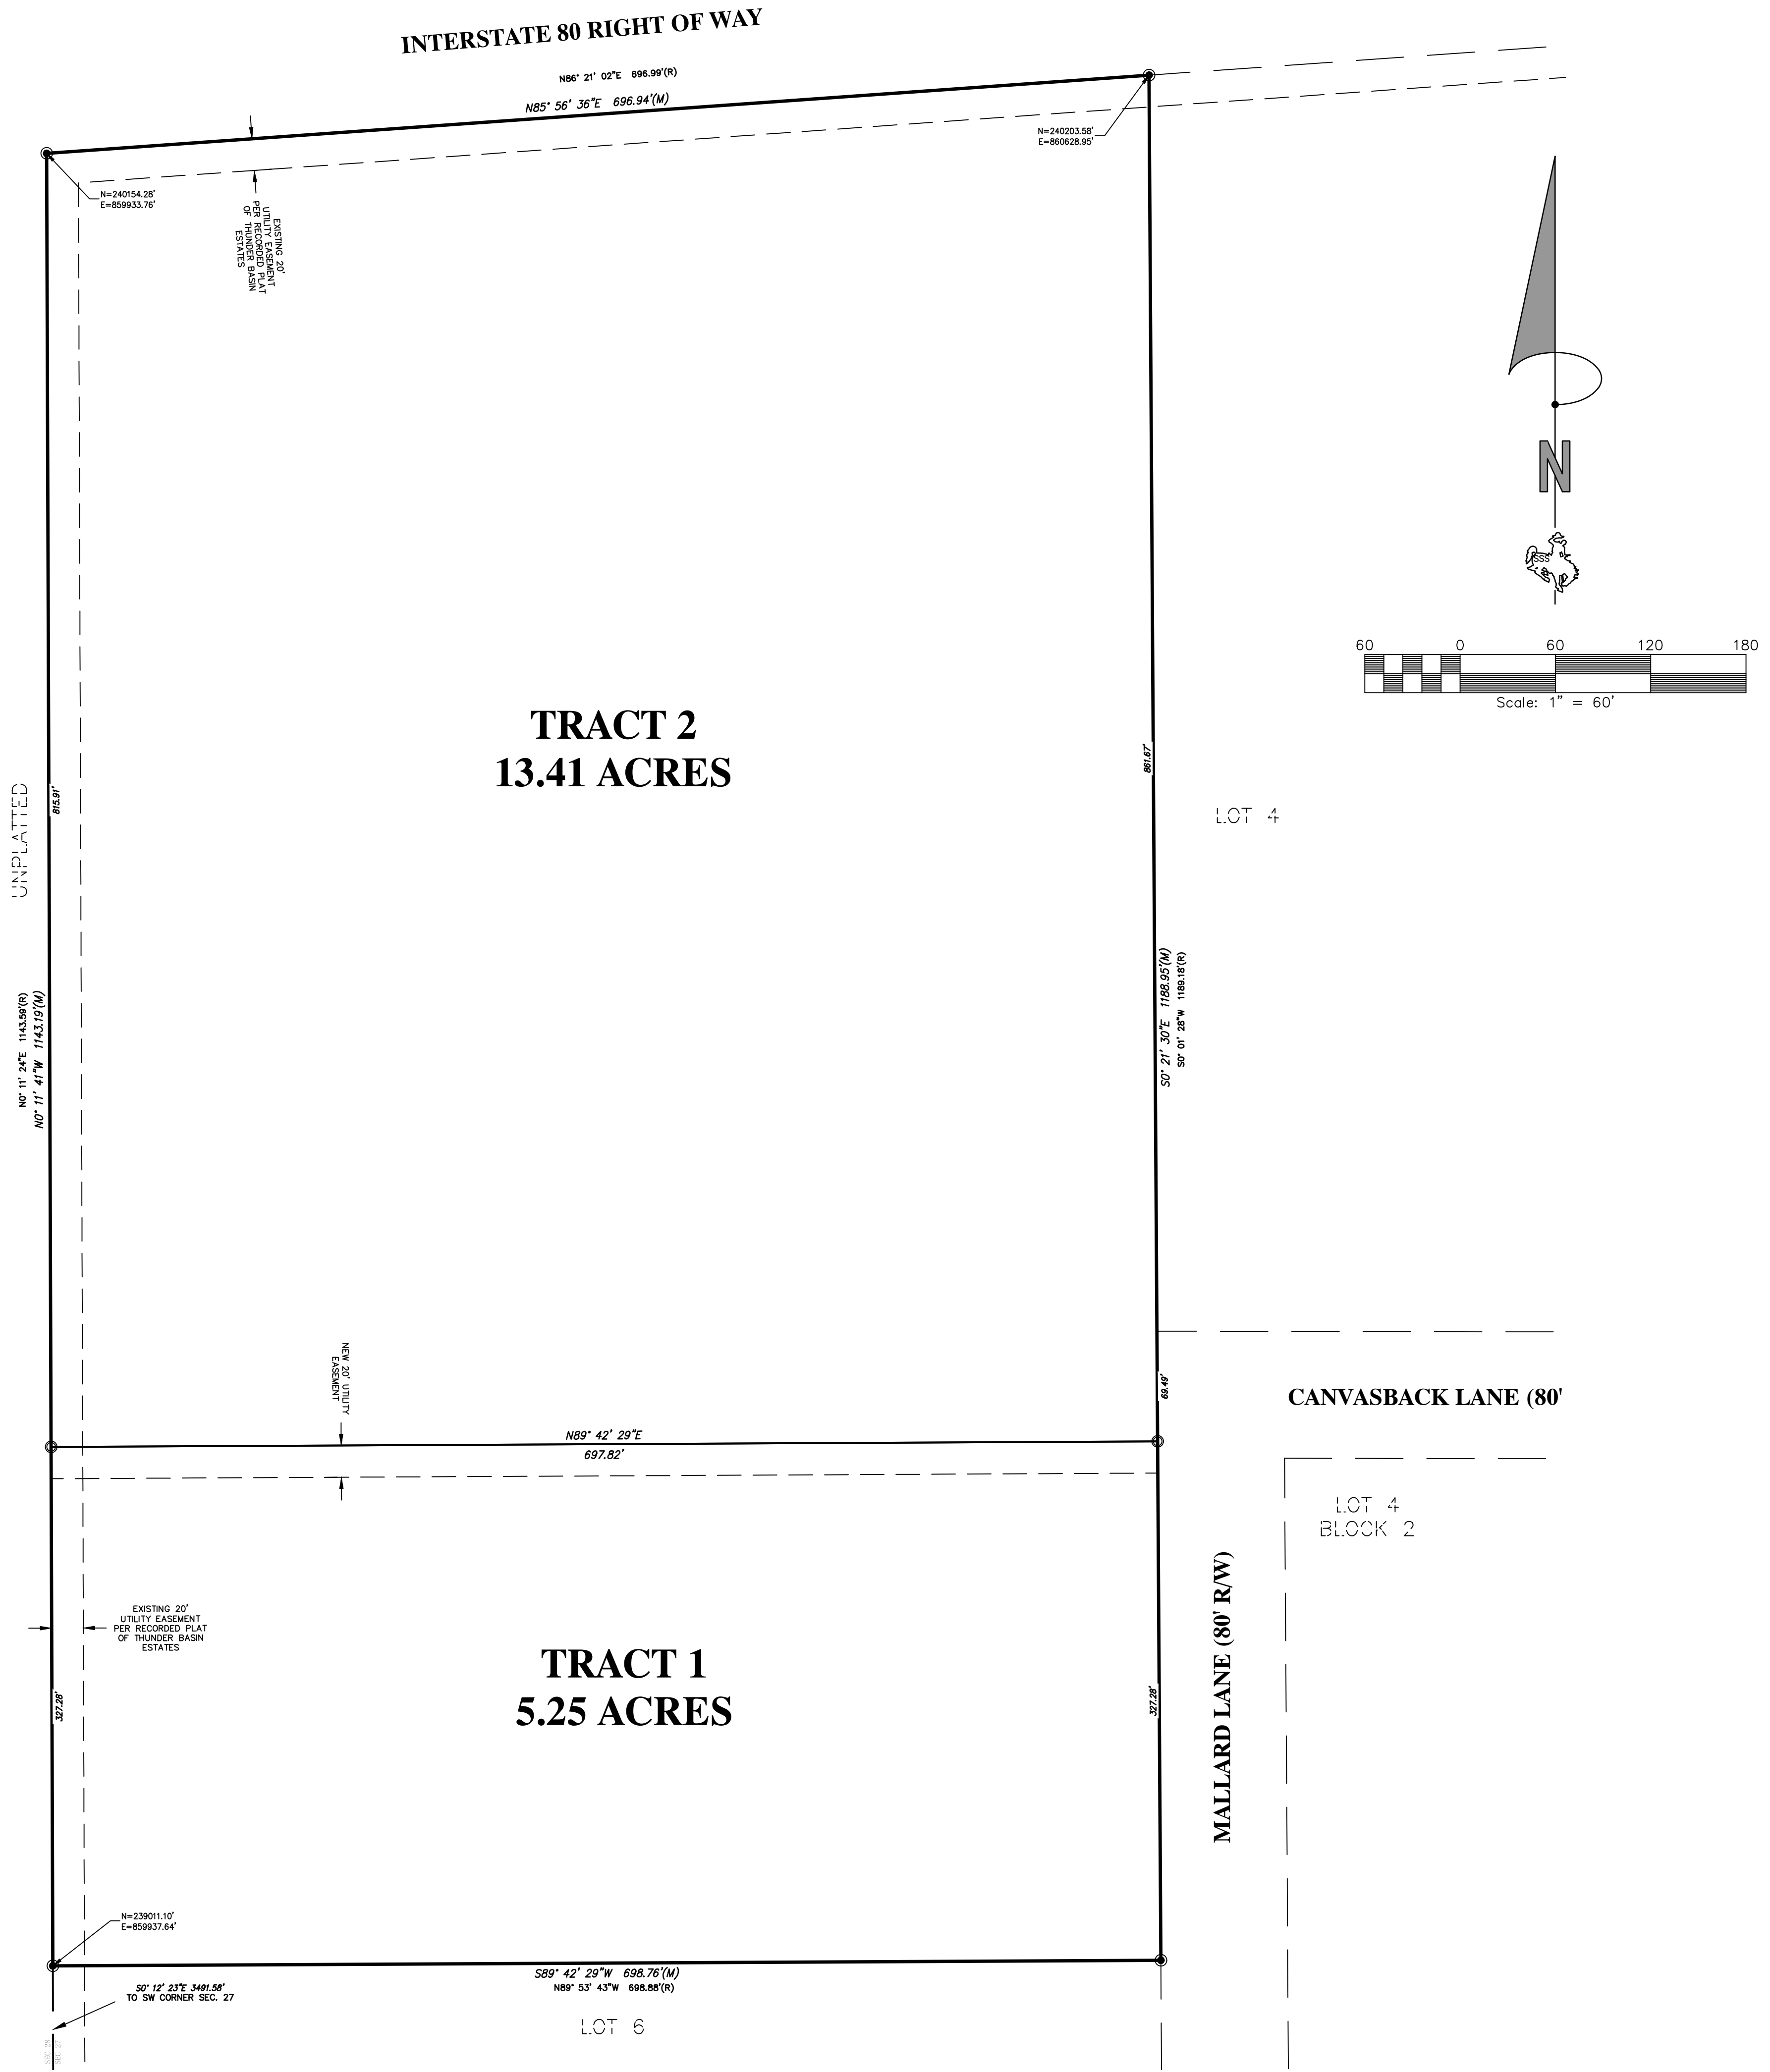 INTERSTATE 80 RIGHT OF WAY
N86° 21' 02"E 696.99'(R)
N85° 56' 36"E 696.94'(M)
N=240203.58'
E=860628.95'
N=240154.28'
E=859933.76'
EXISTING 20'
UTILITY EASEMENT
PER RECORDED PLAT
OF THUNDER BASIN
ESTATES
N
SSS
60 0 60 120 180
Scale: 1" = 60'
TRACT 2
13.41 ACRES
861.67'
815.91'
UNPLATTED
LOT 4
N0° 11' 24"E 1143.59'(R)
N0° 11' 41"W 1143.19'(M)
S0° 21' 30"E 1188.95'(M)
S0° 01' 28"W 1189.18'(R)
NEW 20' UTILITY
EASEMENT
69.49'
CANVASBACK LANE (80'
N89° 42' 29"E
697.82'
LOT 4
BLOCK 2
EXISTING 20'
UTILITY EASEMENT
PER RECORDED PLAT
OF THUNDER BASIN
ESTATES
TRACT 1
5.25 ACRES
327.28'
327.28'
MALLARD LANE (80' R/W)
N=239011.10'
E=859937.64'
S89° 42' 29"W 698.76'(M)
N89° 53' 43"W 698.88'(R)
S0° 12' 23"E 3491.58'
TO SW CORNER SEC. 27
LOT 6
SEC 28
SEC 27